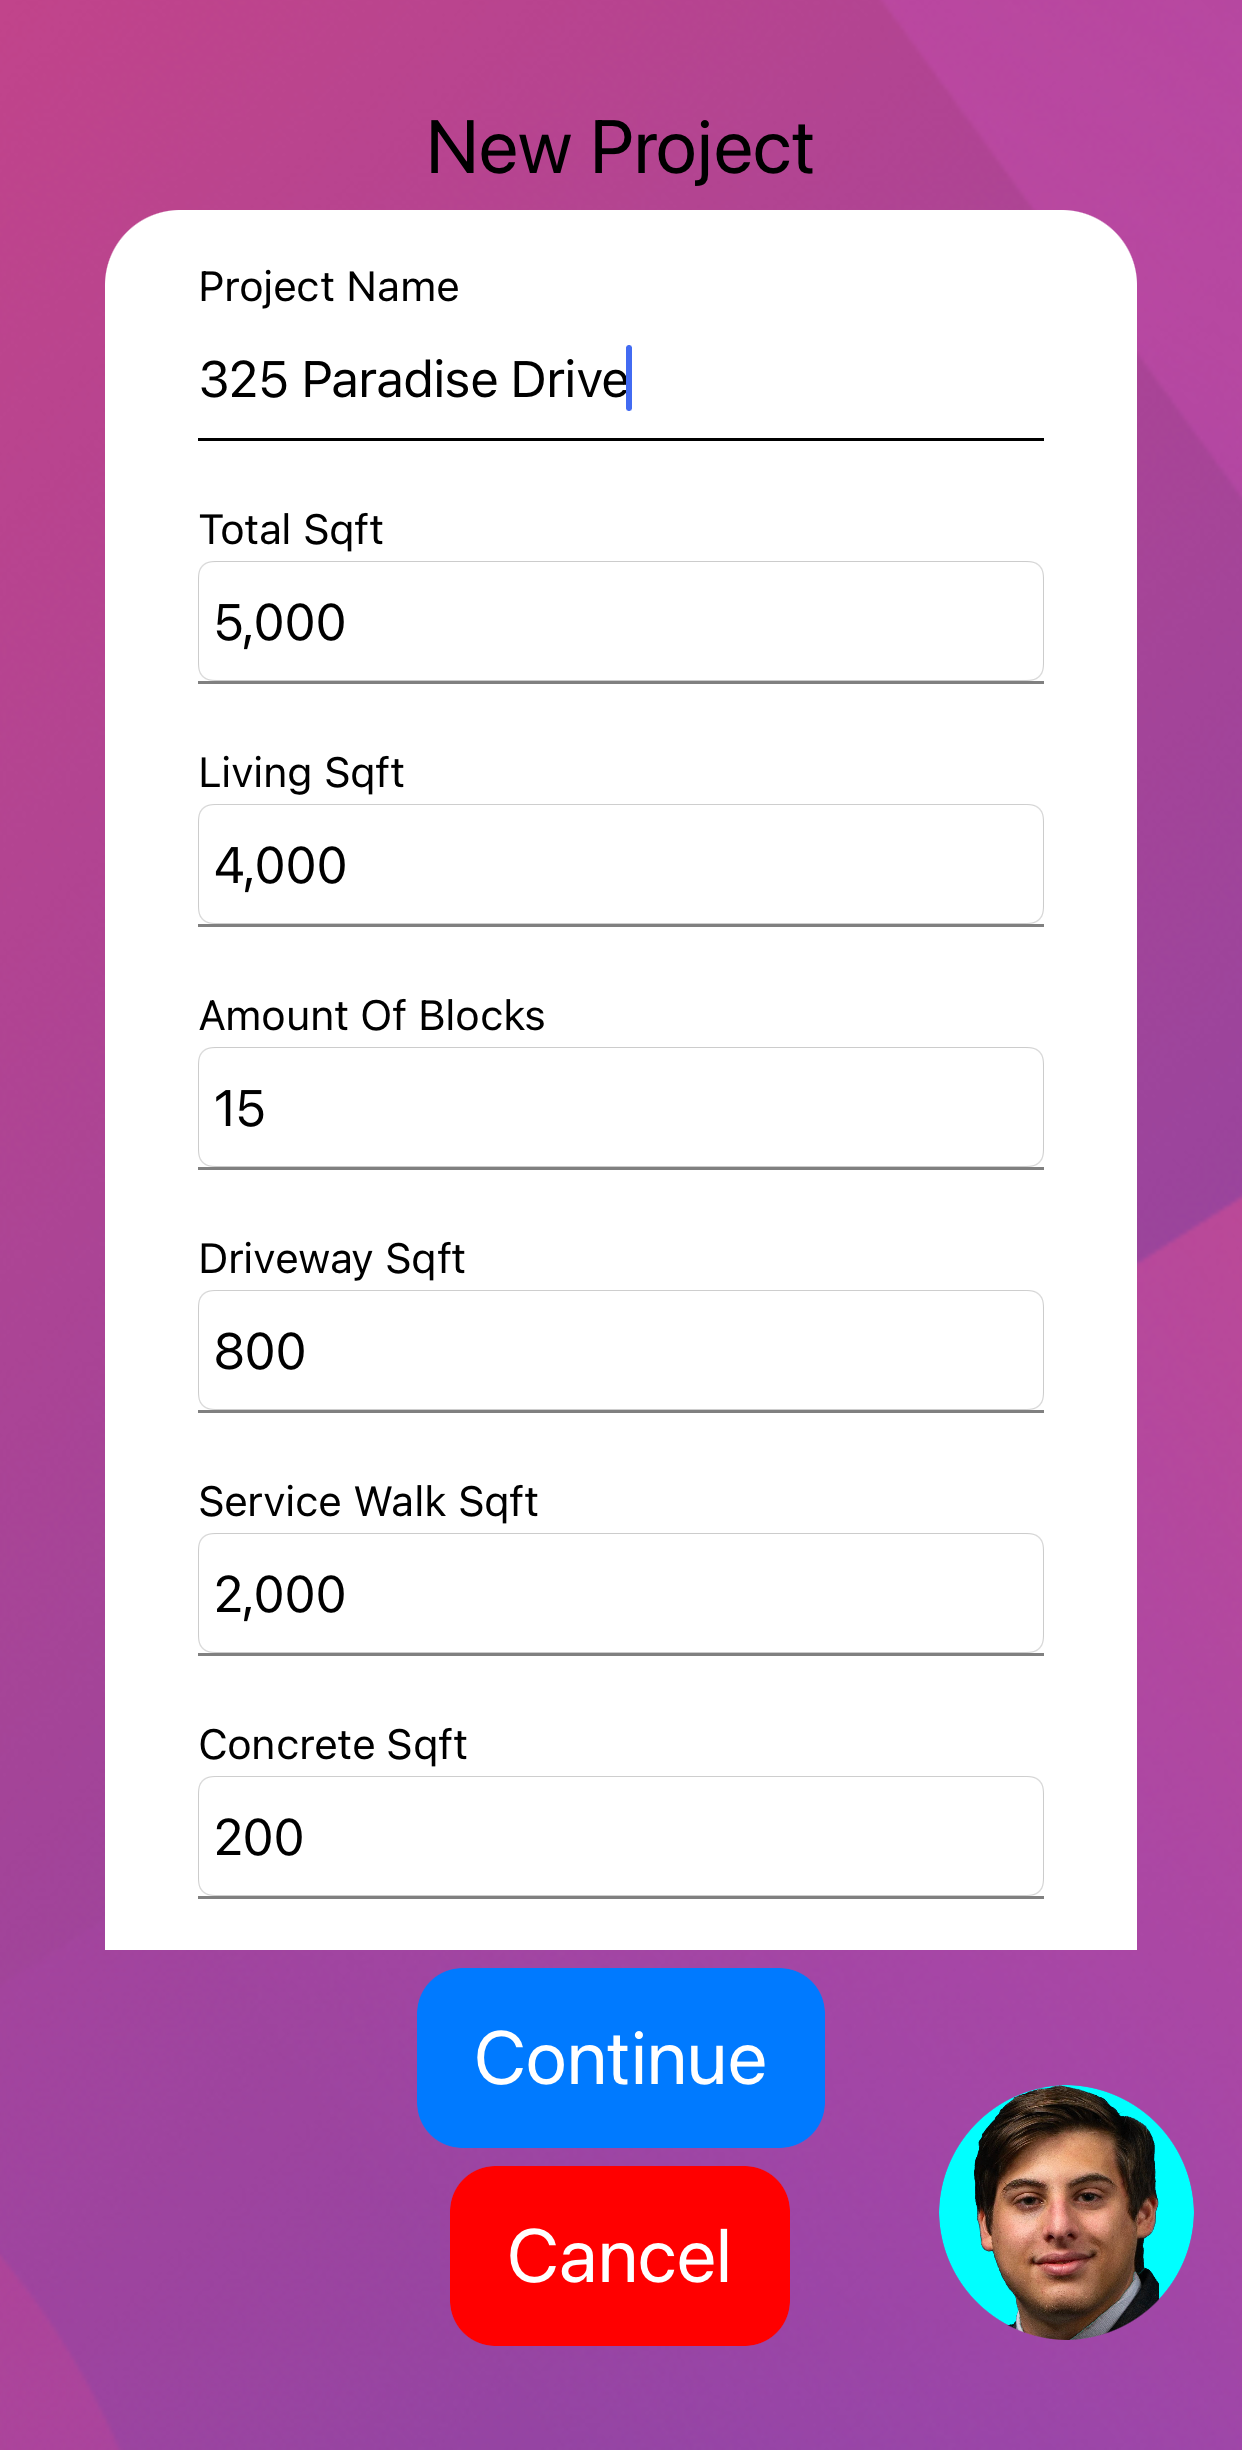 New Project
Project Name
325 Paradise Drive
Total Sqft
5,000
Living Sqft
4,000
Amount Of Blocks
15
Driveway Sqft
800
Service Walk Sqft
2,000
Concrete Sqft
200
Continue
Cancel